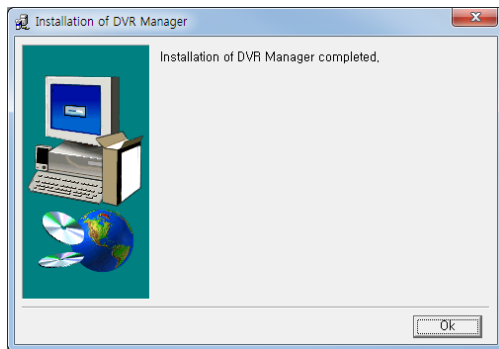 Installation of DVR Manager
Installation of DVR Manager completed,
Ok